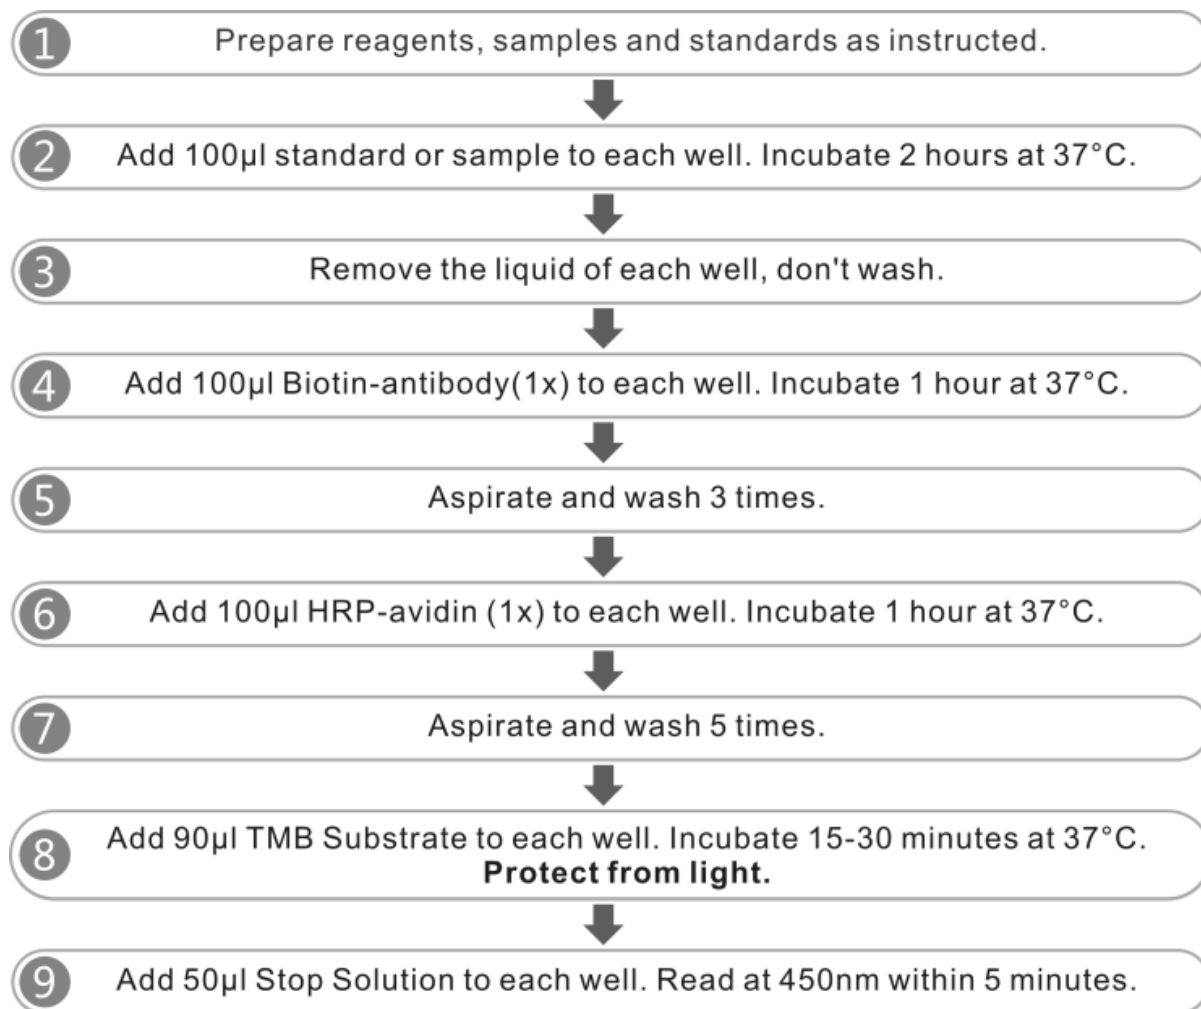 1 Prepare reagents, samples and standards as instructed.
2 Add 100µl standard or sample to each well. Incubate 2 hours at 37°C.
3 Remove the liquid of each well, don't wash.
4 Add 100µl Biotin-antibody(1x) to each well. Incubate 1 hour at 37°C.
5 Aspirate and wash 3 times.
6 Add 100µl HRP-avidin (1x) to each well. Incubate 1 hour at 37°C.
7 Aspirate and wash 5 times.
8 Add 90µl TMB Substrate to each well. Incubate 15-30 minutes at 37°C.
Protect from light.
9 Add 50µl Stop Solution to each well. Read at 450nm within 5 minutes.